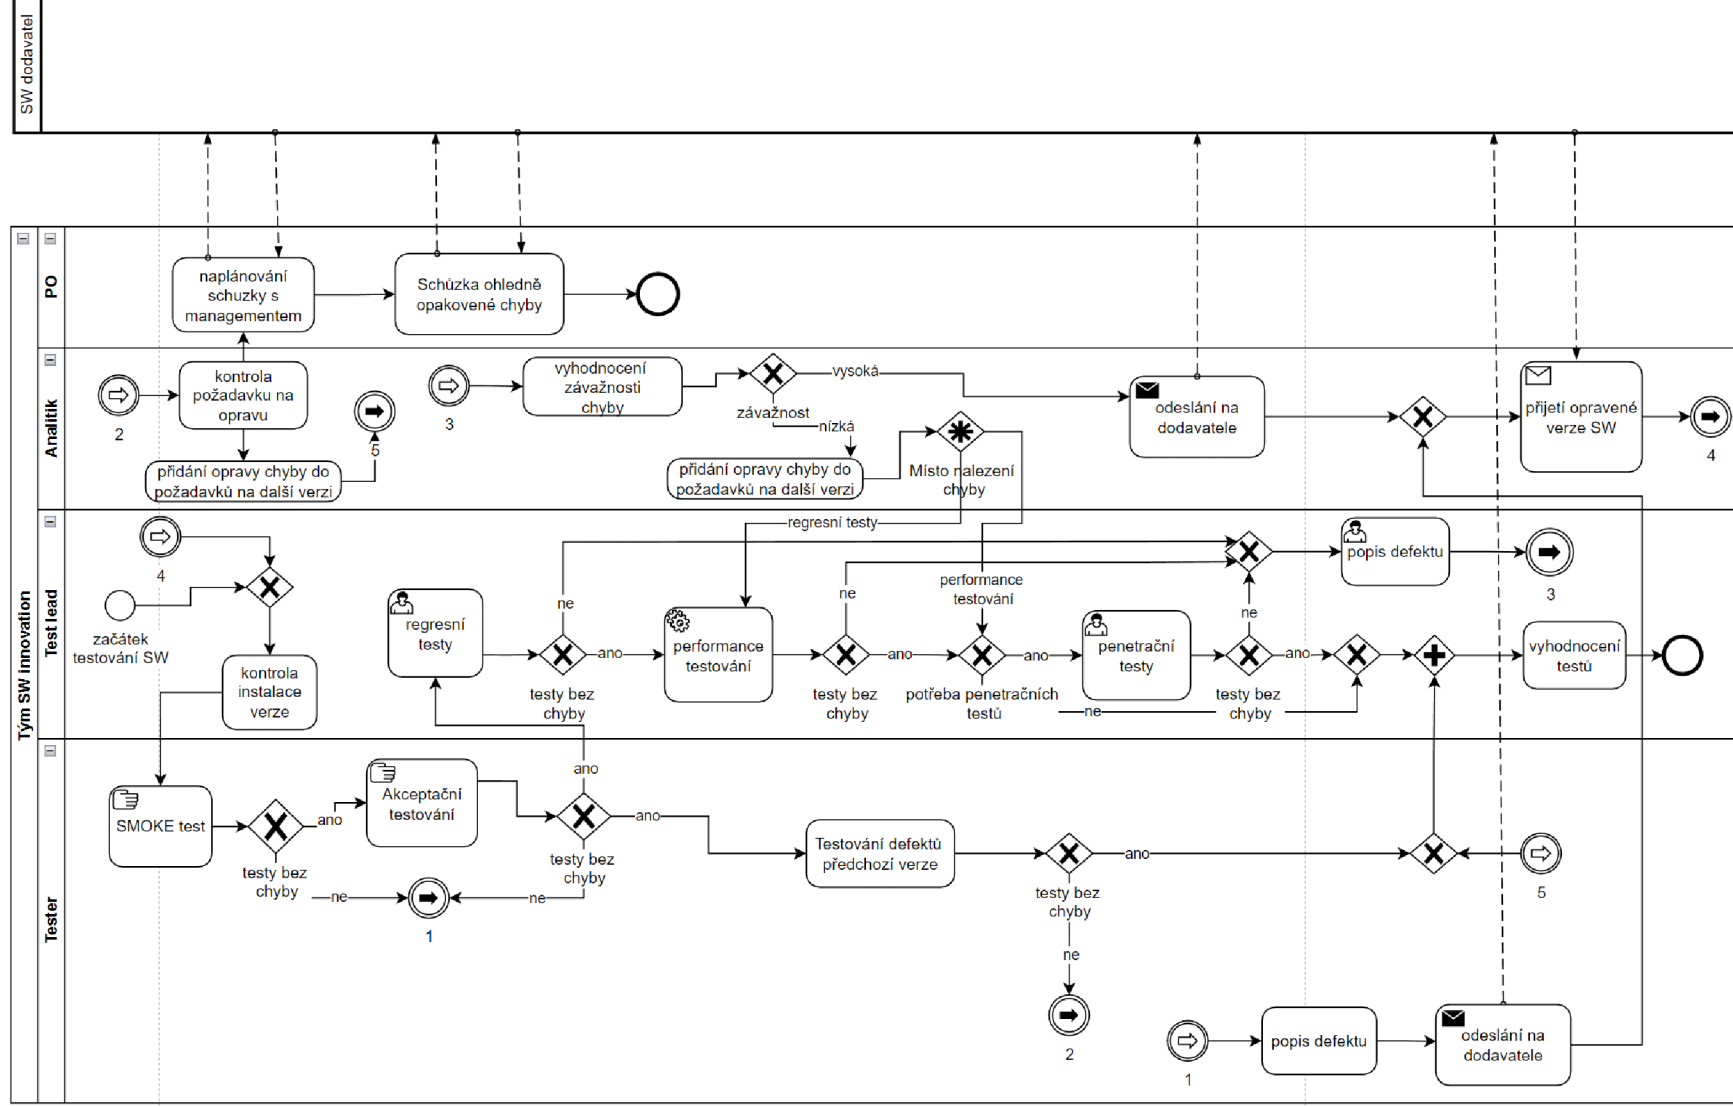 SW dodavatel
Tým SW innovation
PO
naplánování
schuzky s
managementem
Schůzka ohledně
opakovené chyby
Analitik
2
kontrola
požadavku na
opravu
5
přidání opravy chyby do
požadavků na další verzi
3
vyhodnocení
závažnosti
chyby
závažnost
vysoká
nízká
přidání opravy chyby do
požadavků na další verzi
Místo nalezení
chyby
odeslání na
dodavatele
přijetí opravené
verze SW
4
Test lead
4
začátek
testování SW
kontrola
instalace
verze
regresní
testy
ne
ano
testy bez
chyby
regresní testy
performance
testování
ne
ano
testy bez
chyby
performance
testování
ano
potřeba penetračních
testů
ne
penetrační
testy
ne
ano
testy bez
chyby
popis defektu
3
vyhodnocení
testů
Tester
SMOKE test
ano
testy bez
chyby
ne
Akceptační
testování
ano
ano
testy bez
chyby
ne
1
Testování defektů
předchozí verze
ano
testy bez
chyby
ne
2
5
1
popis defektu
odeslání na
dodavatele